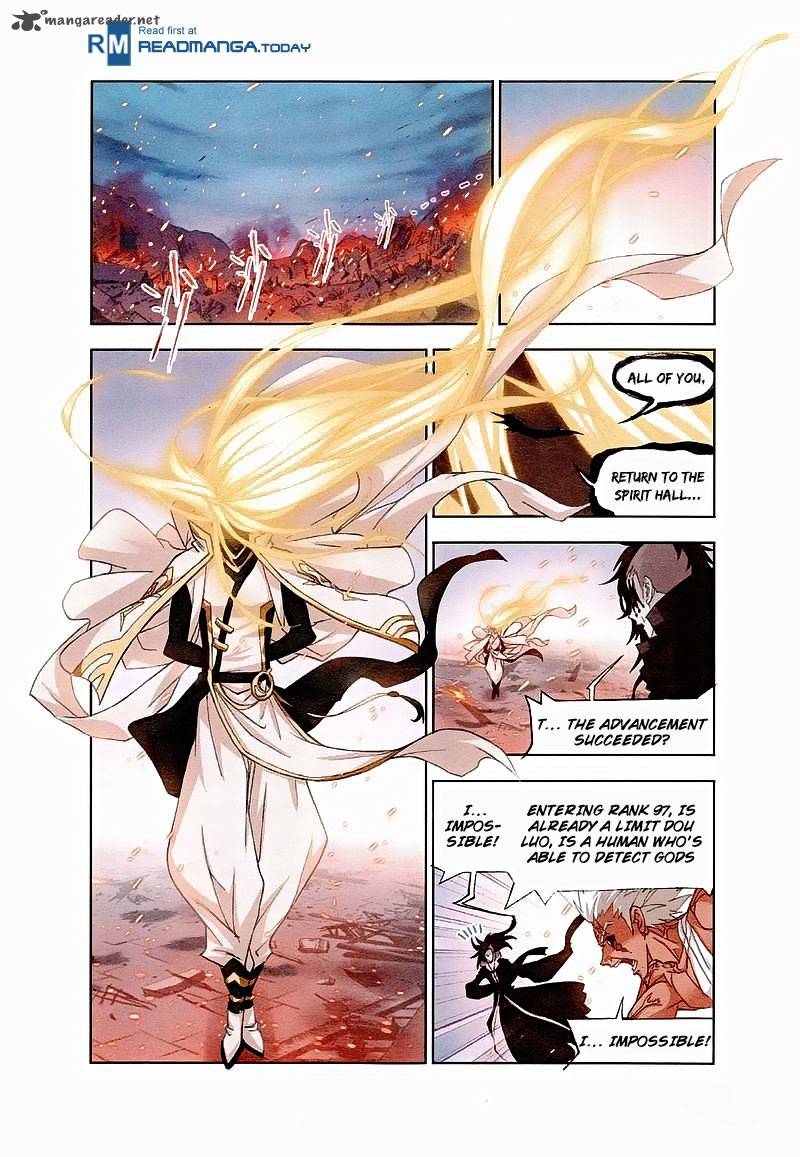 mangareader.net
RM
Read first at
READMANGA.TODAY
ALL OF YOU,
RETURN TO THE
SPIRIT HALL...
T... THE ADVANCEMENT
SUCCEEDED?
I...
IMPOS-
SIBLE!
ENTERING RANK 97, IS
ALREADY A LIMIT DOU
LUO, IS A HUMAN WHO'S
ABLE TO DETECT GODS
I... IMPOSSIBLE!